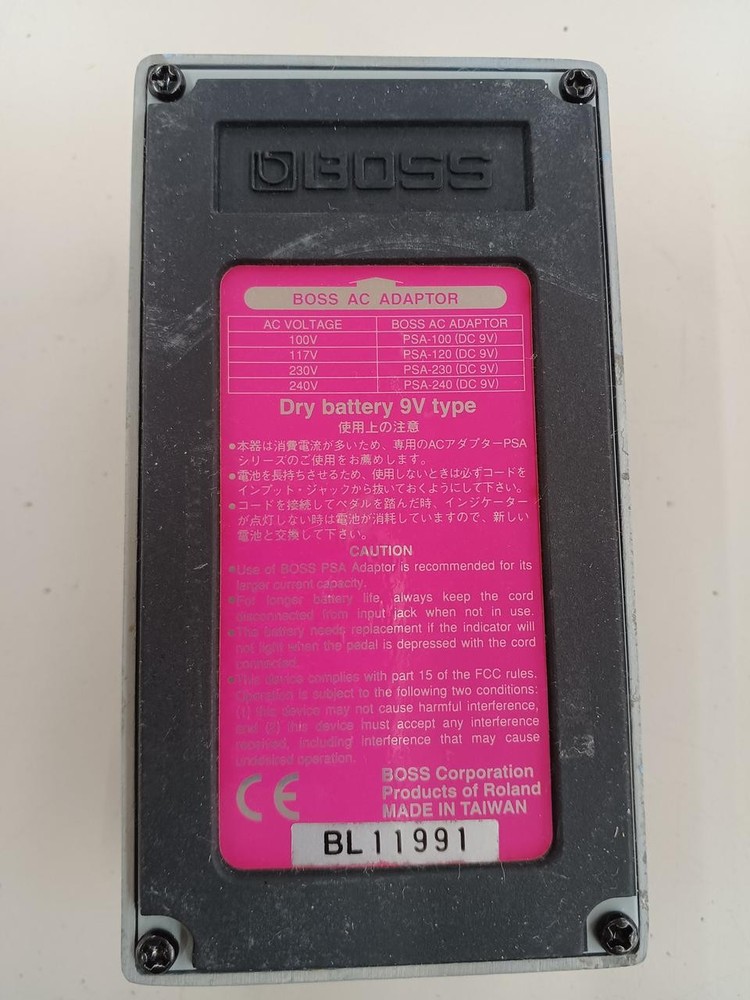 BOSS
BOSS AC ADAPTOR
AC VOLTAGE BOSS AC ADAPTOR
100V PSA-100 (DC 9V)
117V PSA-120 (DC 9V)
230V PSA-230 (DC 9V)
240V PSA-240 (DC 9V)
Dry battery 9V type
使用上の注意
●本器は消費電流が多いため、専用のACアダプターPSA
シリーズのご使用をお薦めします。
●電池を長持ちさせるため、使用しないときは必ずコードを
インプット・ジャックから抜いておくようにして下さい。
●コードを接続してペダルを踏んだ時、インジケーター
が点灯しない時は電池が消耗していますので、新しい
電池と交換して下さい。
CAUTION
●Use of BOSS PSA Adaptor is recommended for its
larger current capacity.
●For longer battery life, always keep the cord
disconnected from input jack when not in use.
●The battery needs replacement if the indicator will
not light when the pedal is depressed with the cord
connected.
●This device complies with part 15 of the FCC rules.
Operation is subject to the following two conditions:
(1) this device may not cause harmful interference,
and (2) this device must accept any interference
received, including interference that may cause
undesired operation.
CE
BOSS Corporation
Products of Roland
MADE IN TAIWAN
BL11991